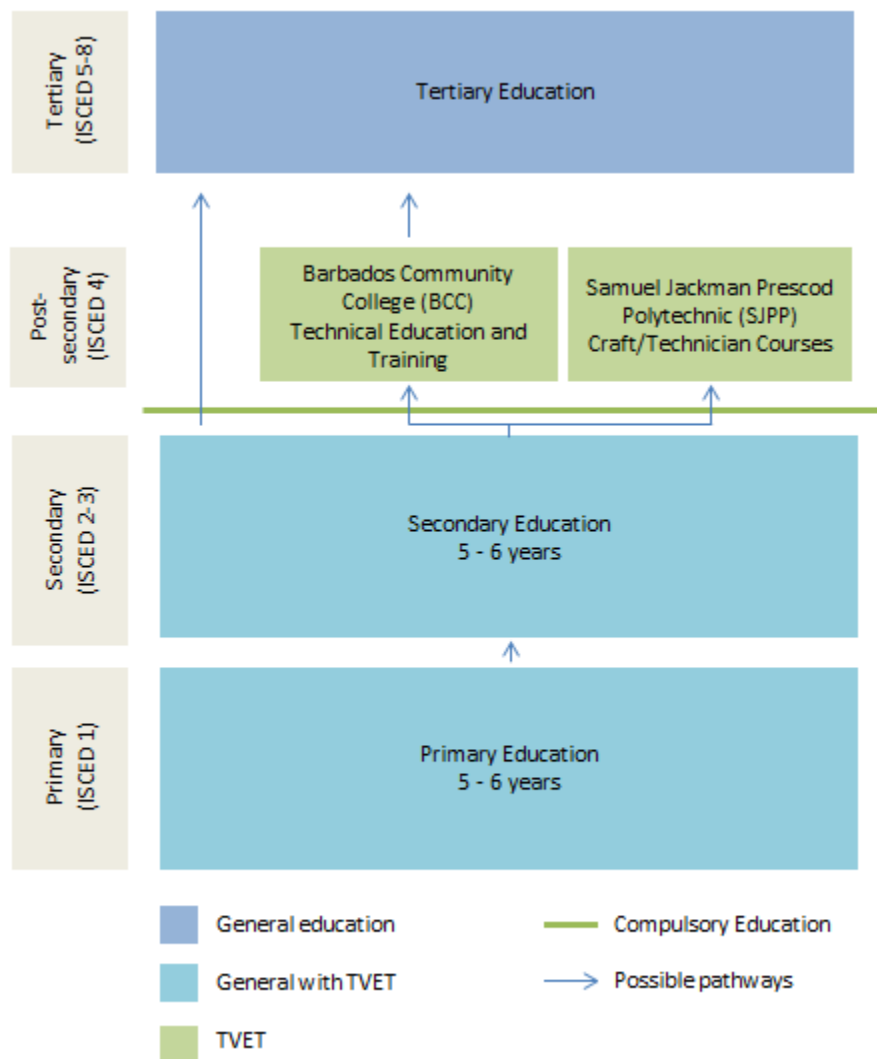 Tertiary
(ISCED 5-8)
Tertiary Education
Post-
secondary
(ISCED 4)
Barbados Community
College (BCC)
Technical Education and
Training
Samuel Jackman Prescod
Polytechnic (SJPP)
Craft/Technician Courses
Secondary
(ISCED 2-3)
Secondary Education
5 - 6 years
Primary
(ISCED 1)
Primary Education
5 - 6 years
General education
Compulsory Education
General with TVET
Possible pathways
TVET